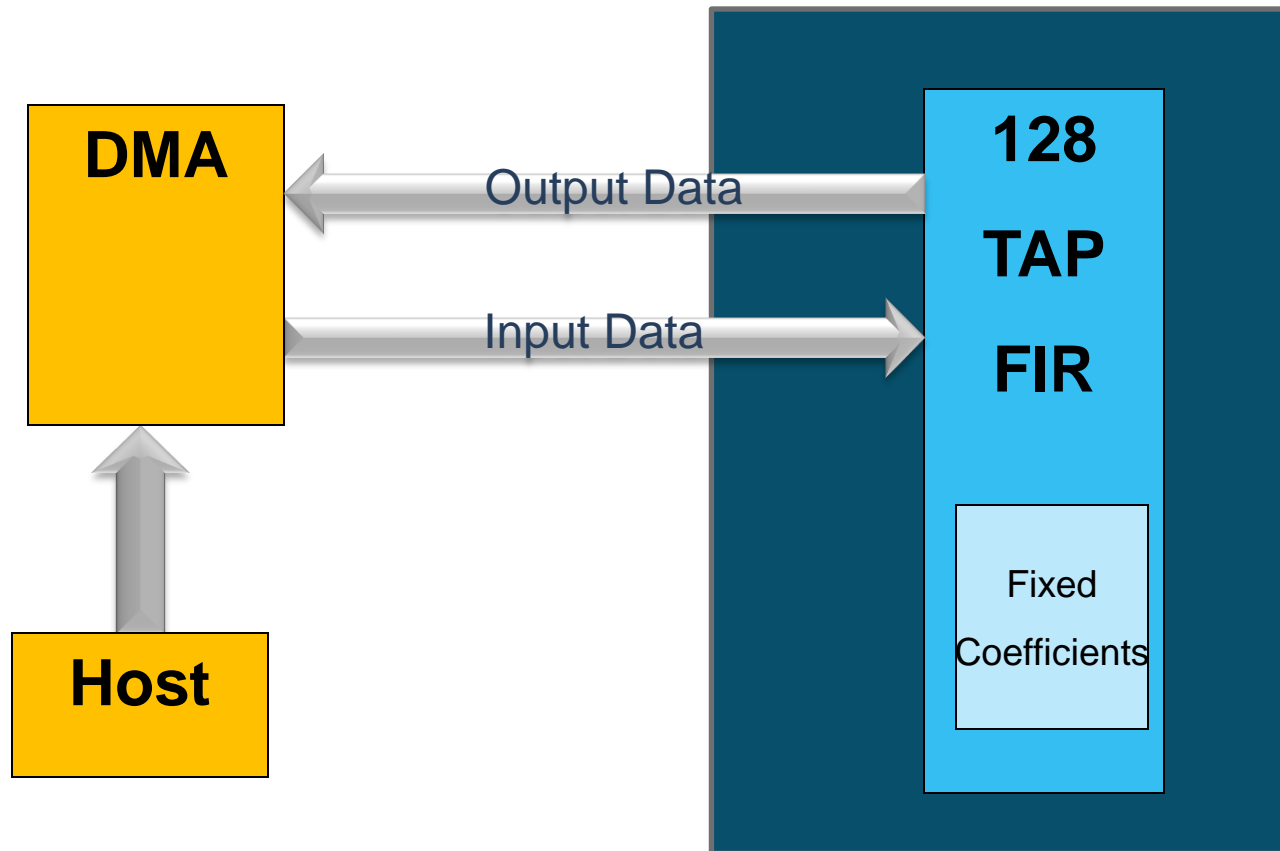 DMA
Output Data
Input Data
Host
128
TAP
FIR
Fixed
Coefficients